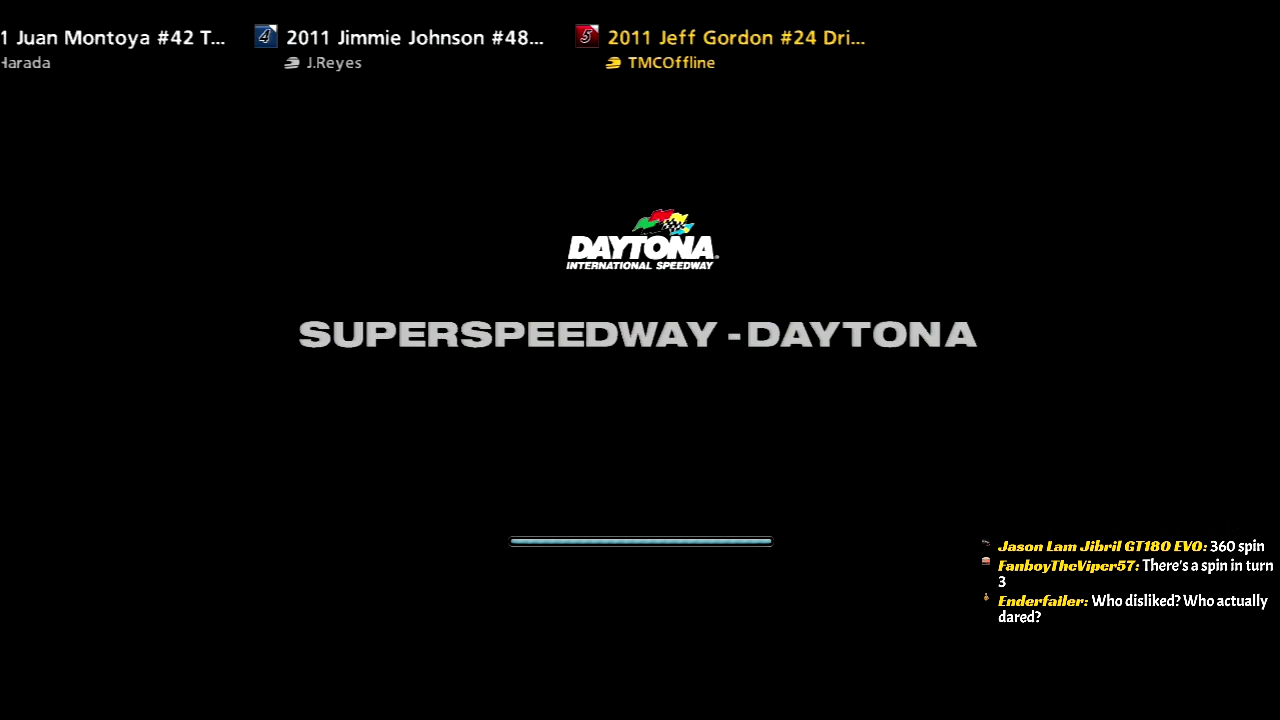 1 Juan Montoya #42 T...
Harada
4 2011 Jimmie Johnson #48...
J.Reyes
5 2011 Jeff Gordon #24 Dri...
TMCOffline
DAYTONA
INTERNATIONAL SPEEDWAY
SUPERSPEEDWAY - DAYTONA
Jason Lam Jibril GT180 EVO: 360 spin
FanboyTheViper57: There's a spin in turn
3
Enderfailer: Who disliked? Who actually
dared?